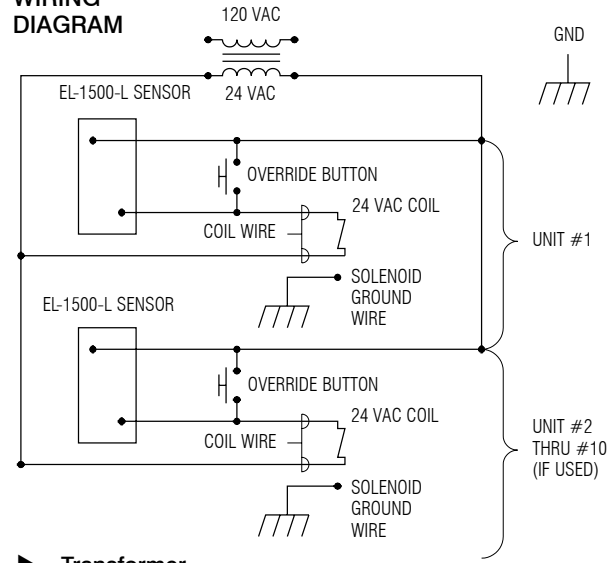 WIRING
DIAGRAM
120 VAC
GND
24 VAC
EL-1500-L SENSOR
OVERRIDE BUTTON
24 VAC COIL
COIL WIRE
UNIT #1
SOLENOID
GROUND
WIRE
EL-1500-L SENSOR
OVERRIDE BUTTON
24 VAC COIL
COIL WIRE
UNIT #2
THRU #10
(IF USED)
SOLENOID
GROUND
WIRE
Transformer